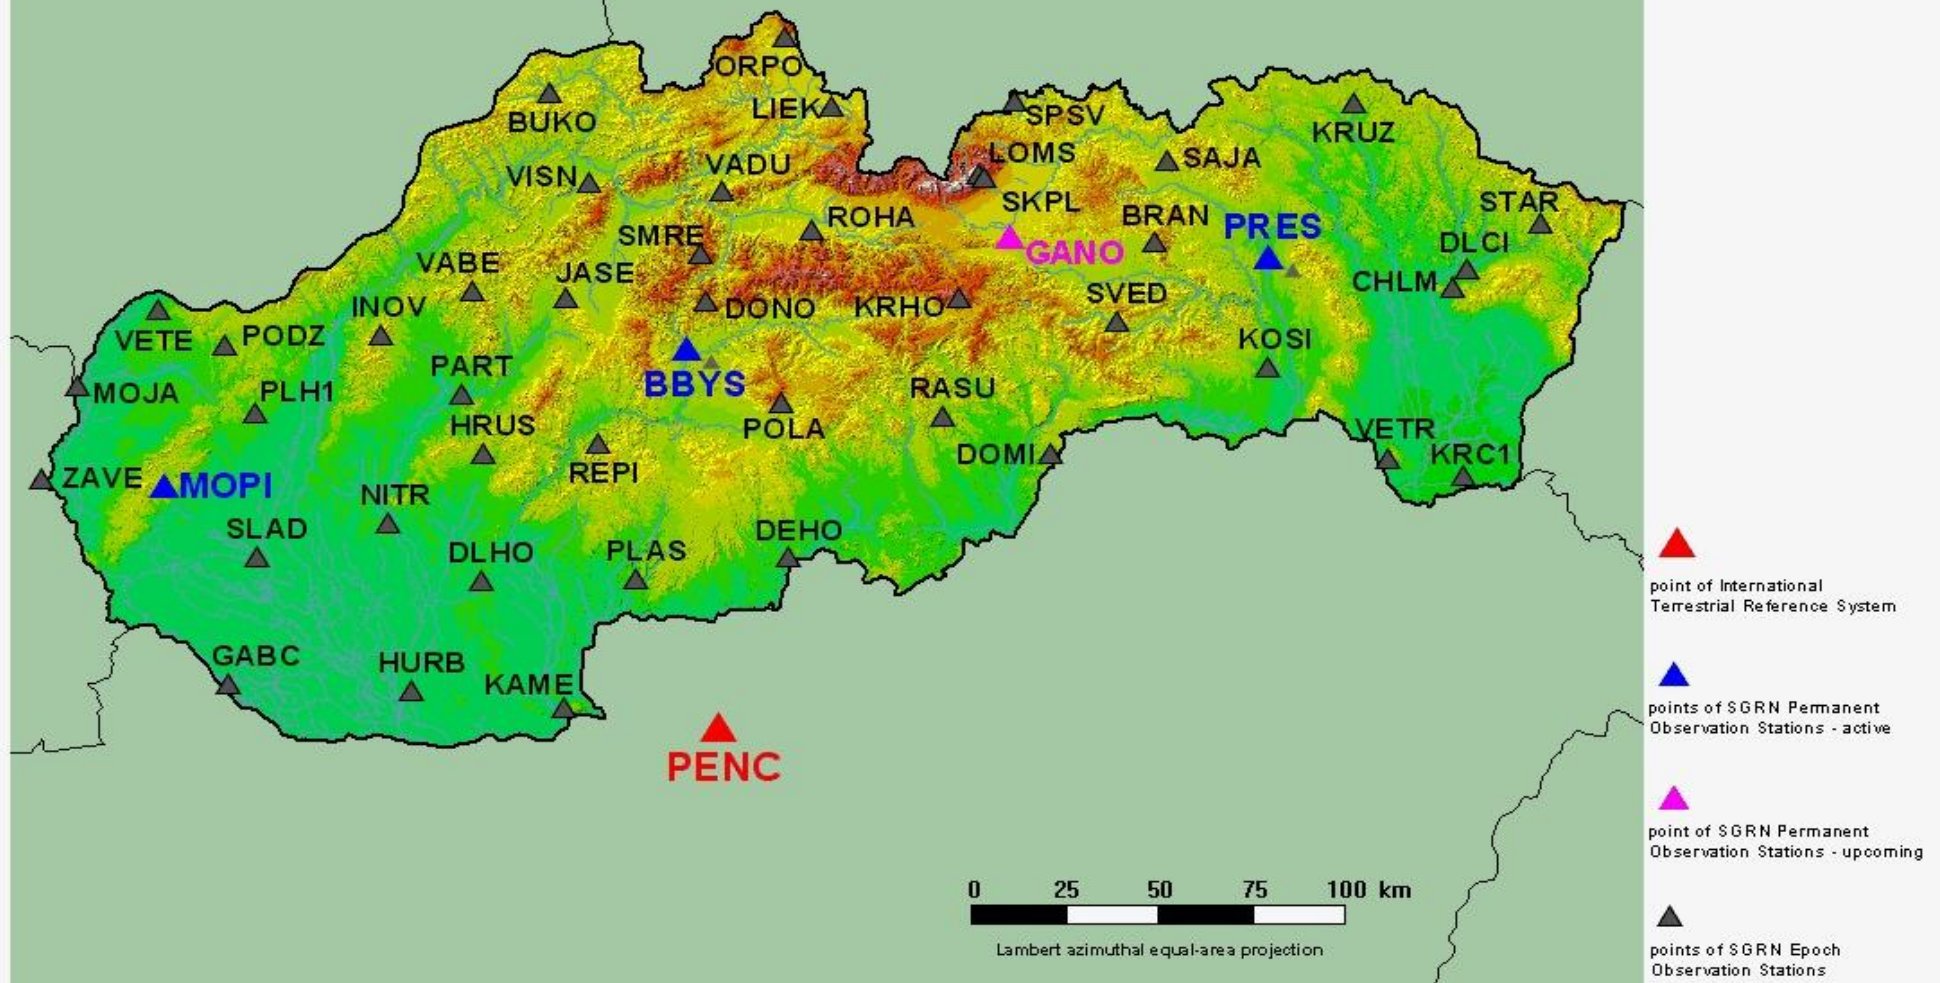 ORPO
LIEK
BUKO
SPSV
KRUZ
LOMS
VADU
VISN
SAJA
SKPL
STAR
ROHA
BRAN
PRES
SMRE
DLCI
GANO
VABE
JASE
CHLM
INOV
DONO
KRHO
SVED
VETE
PODZ
KOSI
PART
BBYS
MOJA
PLH1
RASU
HRUS
POLA
VETR
DOMI
KRC1
REPI
ZAVE
MOPI
NITR
SLAD
DEHO
DLHO
PLAS
GABC
HURB
KAME
PENC
0 25 50 75 100 km
Lambert azimuthal equal-area projection
point of International
Terrestrial Reference System
points of SGRN Permanent
Observation Stations - active
point of SGRN Permanent
Observation Stations - upcoming
points of SGRN Epoch
Observation Stations